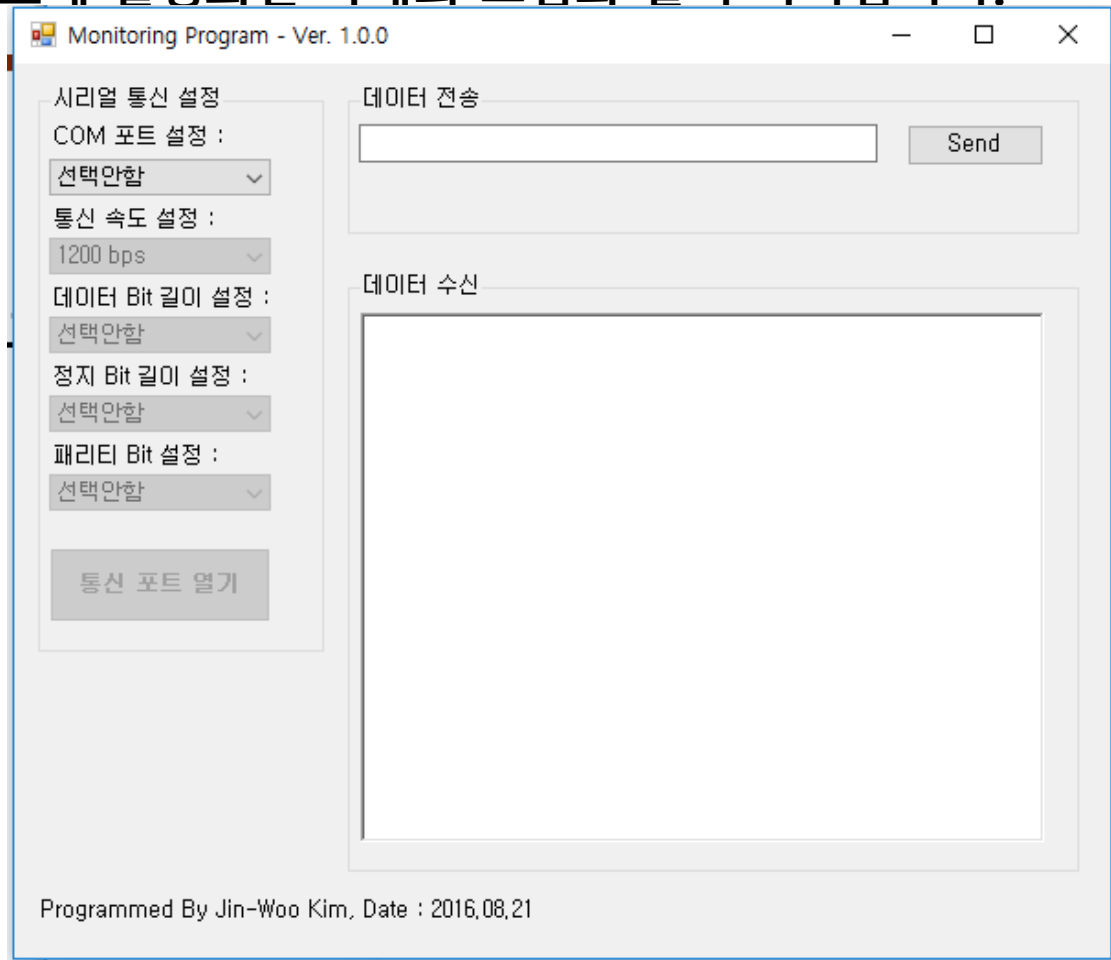 Monitoring Program - Ver. 1.0.0
시리얼 통신 설정
COM 포트 설정 :
선택안함
통신 속도 설정 :
1200 bps
데이터 Bit 길이 설정 :
선택안함
정지 Bit 길이 설정 :
선택안함
패리티 Bit 설정 :
선택안함
통신 포트 열기
데이터 전송
Send
데이터 수신
Programmed By Jin-Woo Kim, Date : 2016.08.21